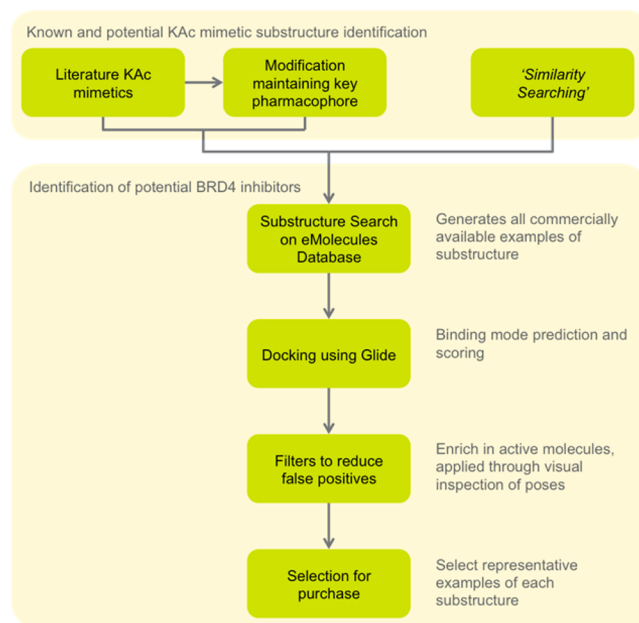 Known and potential KAc mimetic substructure identification
Literature KAc
mimetics
Modification
maintaining key
pharmacophore
‘Similarity
Searching’
Identification of potential BRD4 inhibitors
Substructure Search
on eMolecules
Database
Generates all commercially
available examples of
substructure
Docking using Glide
Binding mode prediction and
scoring
Filters to reduce
false positives
Enrich in active molecules,
applied through visual
inspection of poses
Selection for
purchase
Select representative
examples of each
substructure